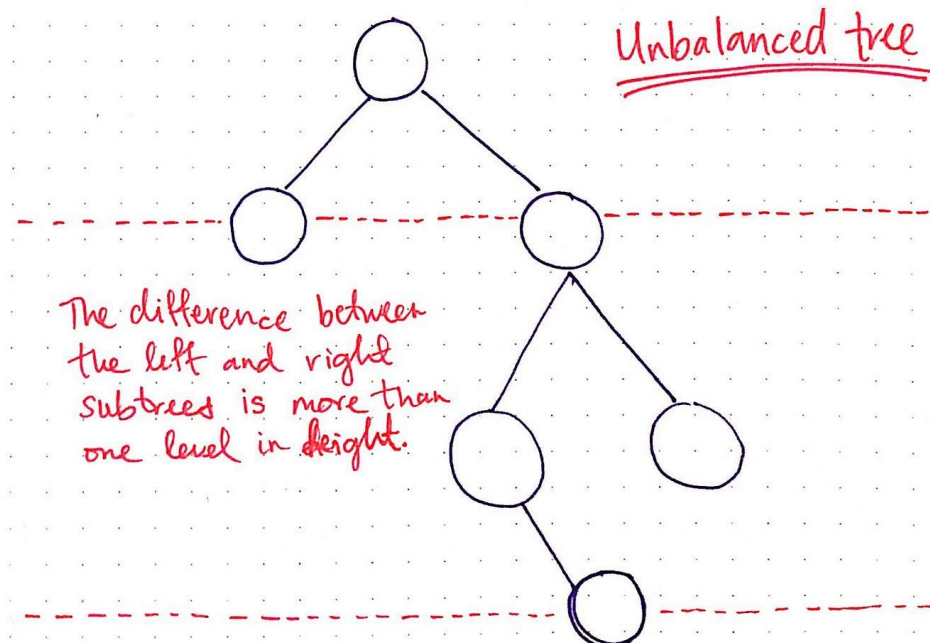 Unbalanced tree
The difference between
the left and right
subtrees is more than
one level in height.